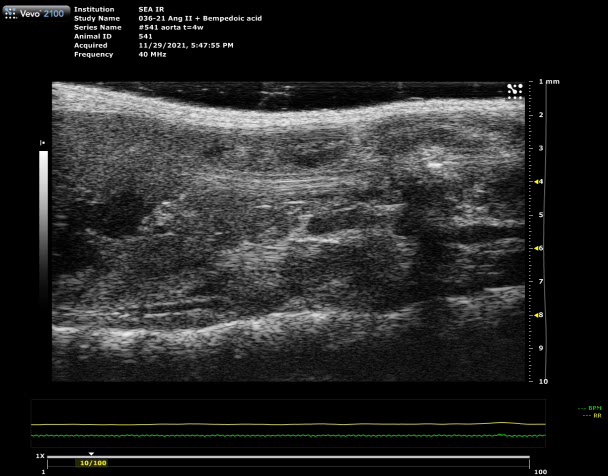 Vevo 2100
Institution SEA IR
Study Name 036-21 Ang II + Bempedoic acid
Series Name #541 aorta t=4w
Animal ID 541
Acquired 11/29/2021, 5:47:55 PM
Frequency 40 MHz
1 mm
2
3
4
5
6
7
8
9
10
BPM
RR
1X
10/100
1 100